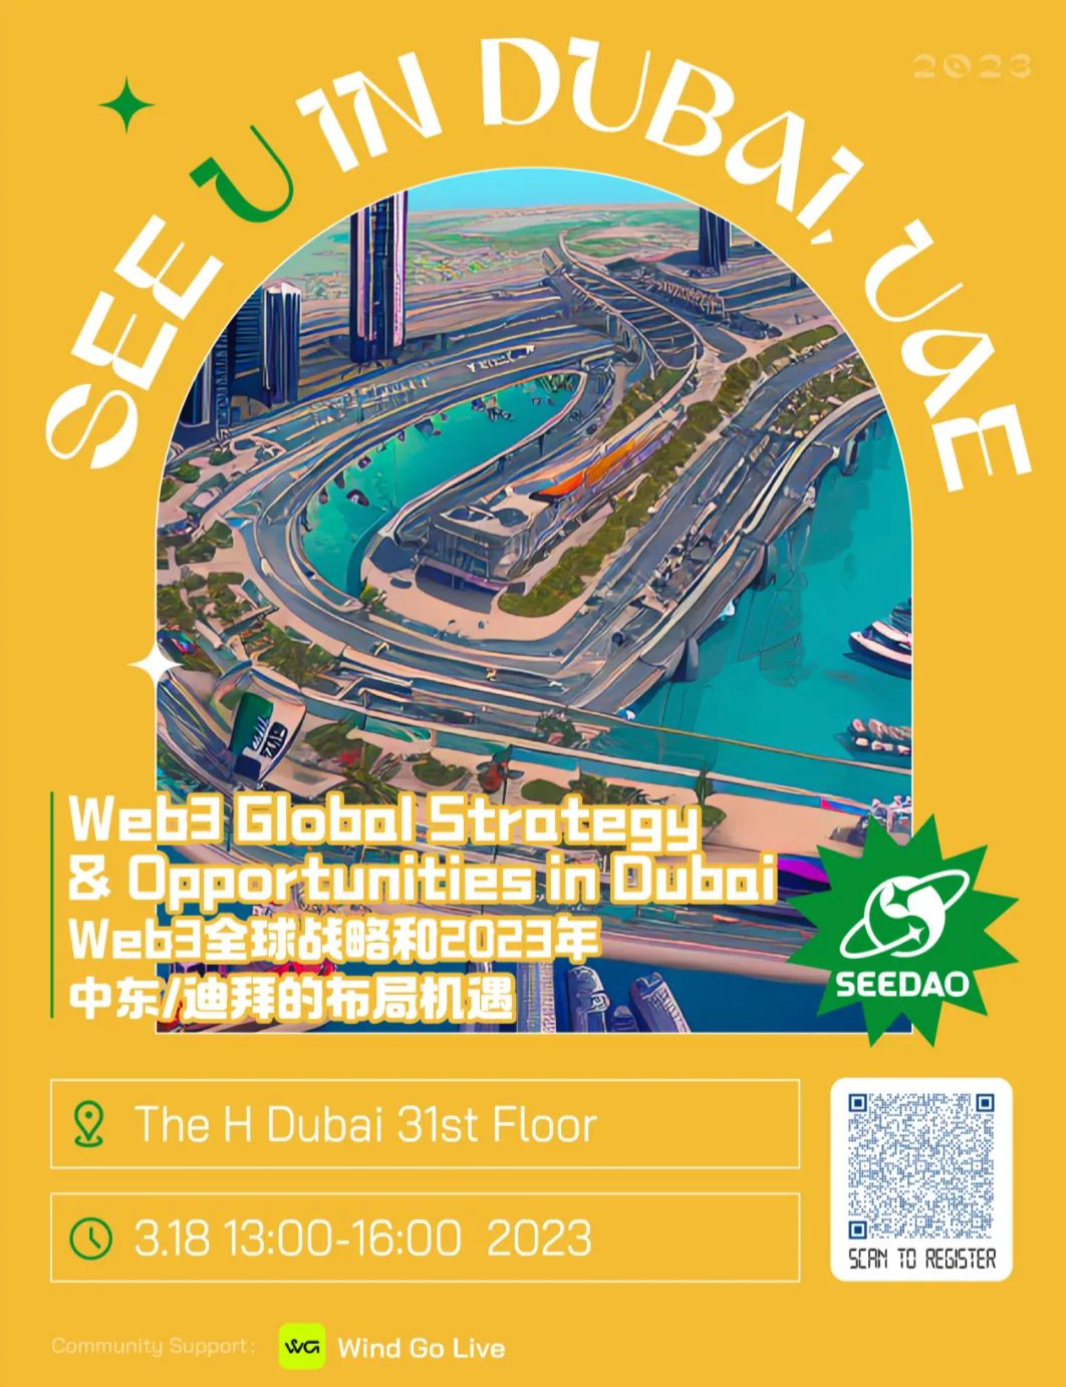 2023
SEE U IN DUBAI, UAE
Web3 Global Strategy
& Opportunities in Dubai
Web3全球战略和2023年
中东/迪拜的布局机遇
SEEDAO
The H Dubai 31st Floor
3.18 13:00-16:00 2023
SCAN TO REGISTER
Community Support:
WG
Wind Go Live